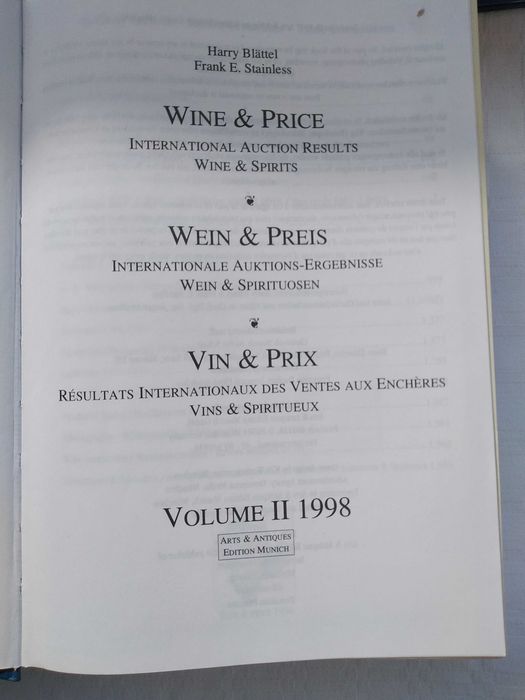 Harry Blättel
Frank E. Stainless
WINE & PRICE
INTERNATIONAL AUCTION RESULTS
WINE & SPIRITS
WEIN & PREIS
INTERNATIONALE AUKTIONS-ERGEBNISSE
WEIN & SPIRITUOSEN
VIN & PRIX
RÉSULTATS INTERNATIONAUX DES VENTES AUX ENCHÈRES
VINS & SPIRITUEUX
VOLUME II 1998
ARTS & ANTIQUES
EDITION MUNICH